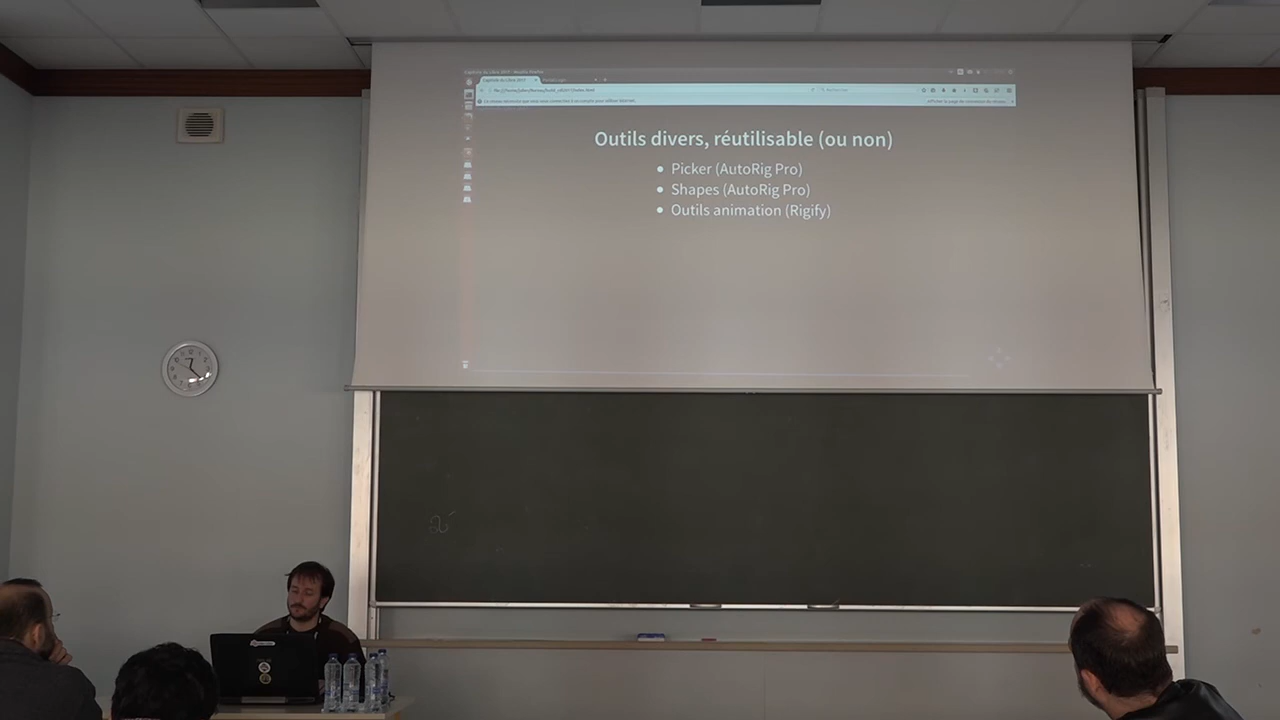 Outils divers, réutilisable (ou non)
Picker (AutoRig Pro)
Shapes (AutoRig Pro)
Outils animation (Rigify)